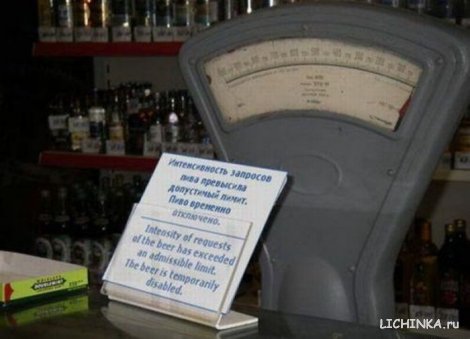 Интенсивность запросов
пива превысила
допустимый лимит.
Пиво временно
отключено.
Intensity of requests
of the beer has exceeded
an admissible limit.
The beer is temporarily
disabled.
LICHINKA.ru